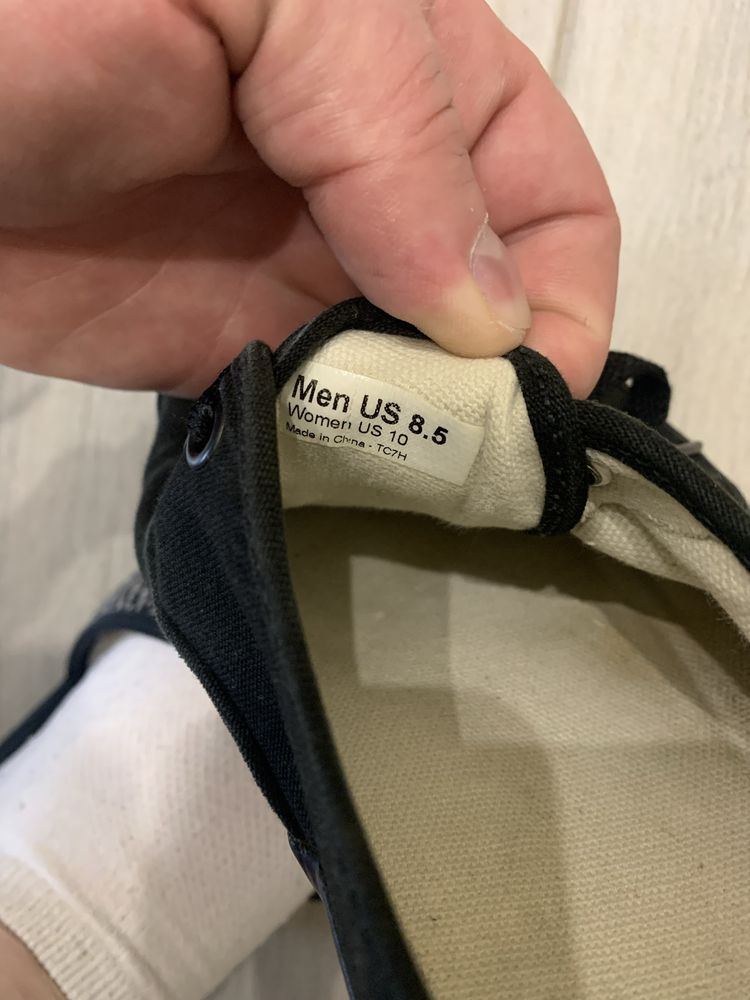 Men US 8.5
Women US 10
Made in China - TC7H